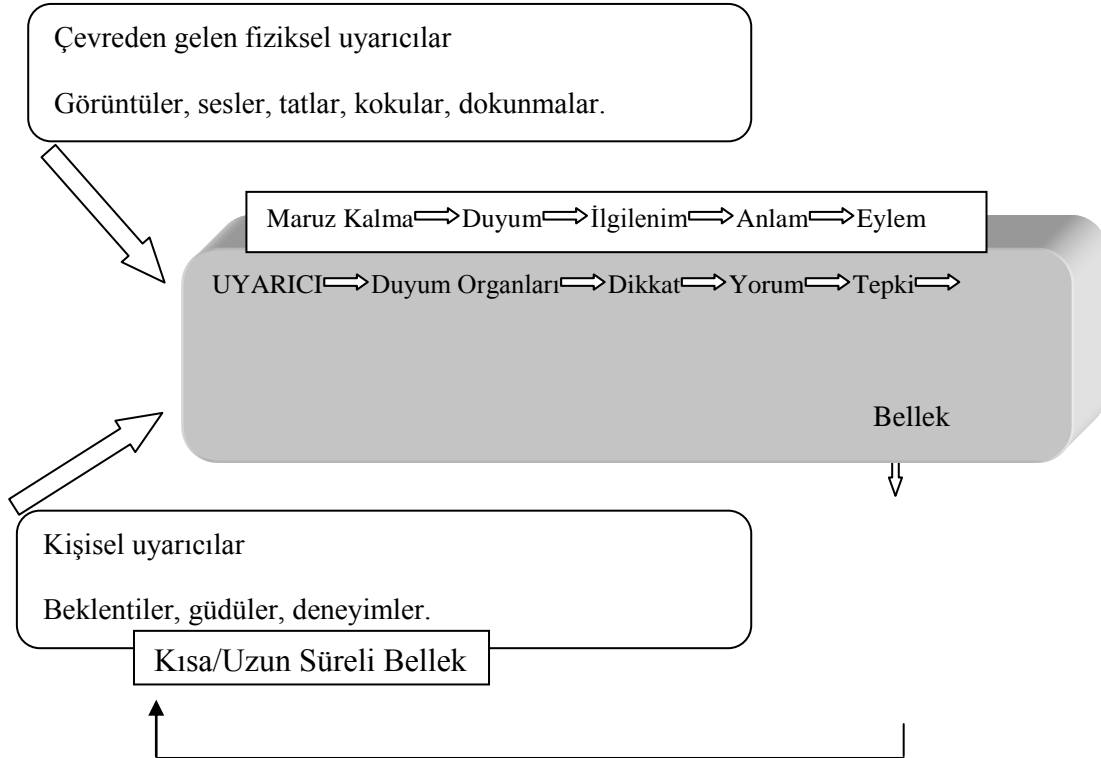 Çevreden gelen fiziksel uyarıcılar
Görüntüler, sesler, tatlar, kokular, dokunmalar.
Maruz Kalma Duyum İlgilenim Anlam Eylem
UYARICI Duyum Organları Dikkat Yorum Tepki
Bellek
Kişisel uyarıcılar
Beklentiler, güdüler, deneyimler.
Kısa/Uzun Süreli Bellek